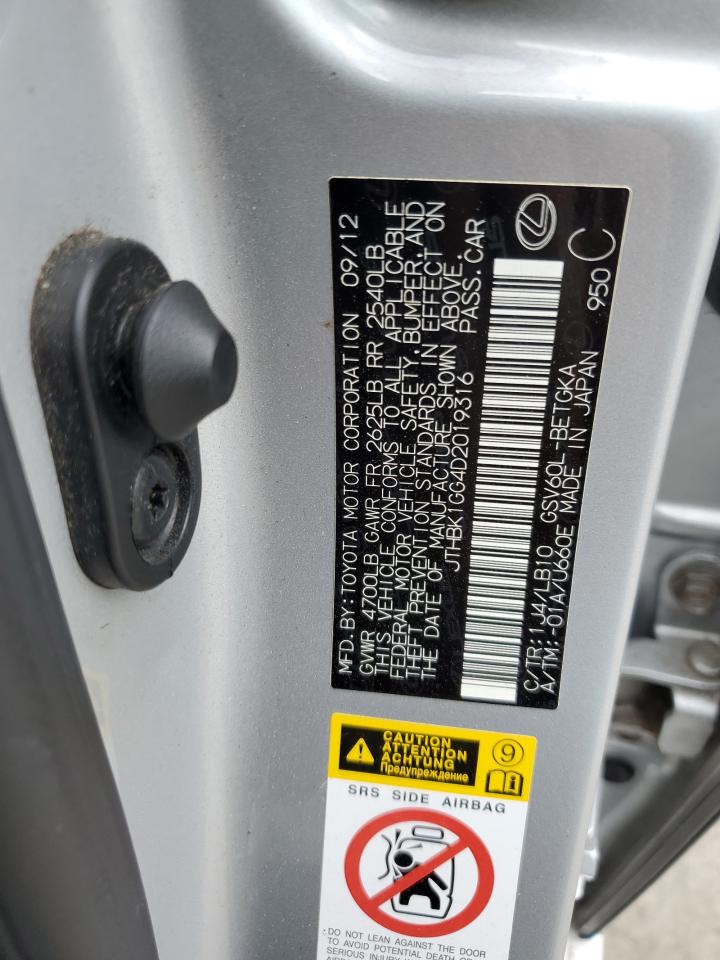 MFD.BY:TOYOTA MOTOR CORPORATION 09/12
GVWR 4700LB GAWR FR 2625LB RR 2540LB
THIS VEHICLE CONFORMS TO ALL APPLICABLE
FEDERAL MOTOR VEHICLE SAFETY, BUMPER,AND
THEFT PREVENTION STANDARDS IN EFFECT ON
THE DATE OF MANUFACTURE SHOWN ABOVE.
JTHBK1GG4D2019316 PASS.CAR
C/TR:1J4/LB10 GSV60L-BETGKA
A/TM:-01A/U660E MADE IN JAPAN 950 C
CAUTION
ATTENTION
ACHTUNG
Предупреждение
9
SRS SIDE AIRBAG
DO NOT LEAN AGAINST THE DOOR
TO AVOID POTENTIAL DEATH OR